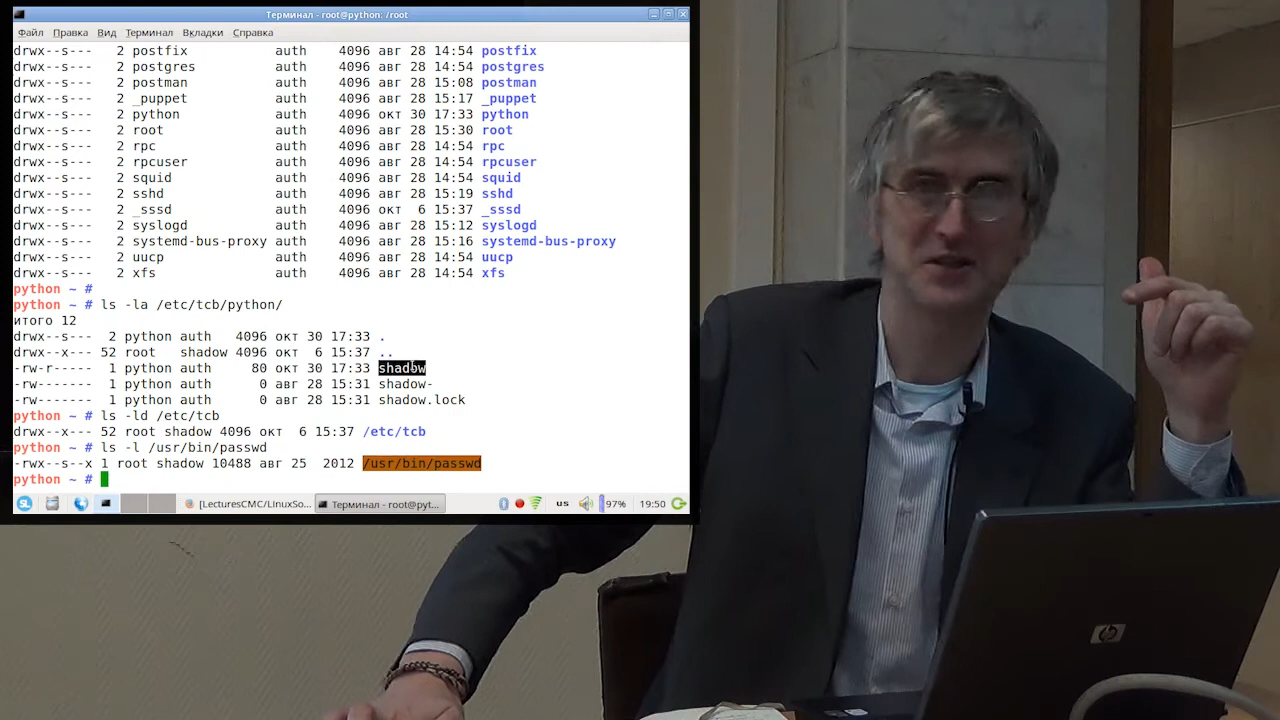 Терминал - root@python: /root
Файл Правка Вид Терминал Вкладки Справка
drwx--s--- 2 postfix auth 4096 авг 28 14:54 postfix
drwx--s--- 2 postgres auth 4096 авг 28 14:54 postgres
drwx--s--- 2 postman auth 4096 авг 28 15:08 postman
drwx--s--- 2 _puppet auth 4096 авг 28 15:17 _puppet
drwx--s--- 2 python auth 4096 окт 30 17:33 python
drwx--s--- 2 root auth 4096 авг 28 15:30 root
drwx--s--- 2 rpc auth 4096 авг 28 14:54 rpc
drwx--s--- 2 rpcuser auth 4096 авг 28 14:54 rpcuser
drwx--s--- 2 squid auth 4096 авг 28 14:54 squid
drwx--s--- 2 sshd auth 4096 авг 28 15:19 sshd
drwx--s--- 2 _sssd auth 4096 окт 6 15:37 _sssd
drwx--s--- 2 syslogd auth 4096 авг 28 15:12 syslogd
drwx--s--- 2 systemd-bus-proxy auth 4096 авг 28 15:16 systemd-bus-proxy
drwx--s--- 2 uucp auth 4096 авг 28 14:54 uucp
drwx--s--- 2 xfs auth 4096 авг 28 14:54 xfs
python ~ #
python ~ # ls -la /etc/tcb/python/
итого 12
drwx--s--- 2 python auth 4096 окт 30 17:33 .
drwx--x--- 52 root shadow 4096 окт 6 15:37 ..
-rw-r----- 1 python auth 80 окт 30 17:33 shadow
-rw------- 1 python auth 0 авг 28 15:31 shadow-
-rw------- 1 python auth 0 авг 28 15:31 shadow.lock
python ~ # ls -ld /etc/tcb
drwx--x--- 52 root shadow 4096 окт 6 15:37 /etc/tcb
python ~ # ls -l /usr/bin/passwd
-rwx--s--x 1 root shadow 10488 авг 25 2012 /usr/bin/passwd
python ~ #
[LecturesCMC/LinuxSo... Терминал - root@pyt... us 97% 19:50
hp